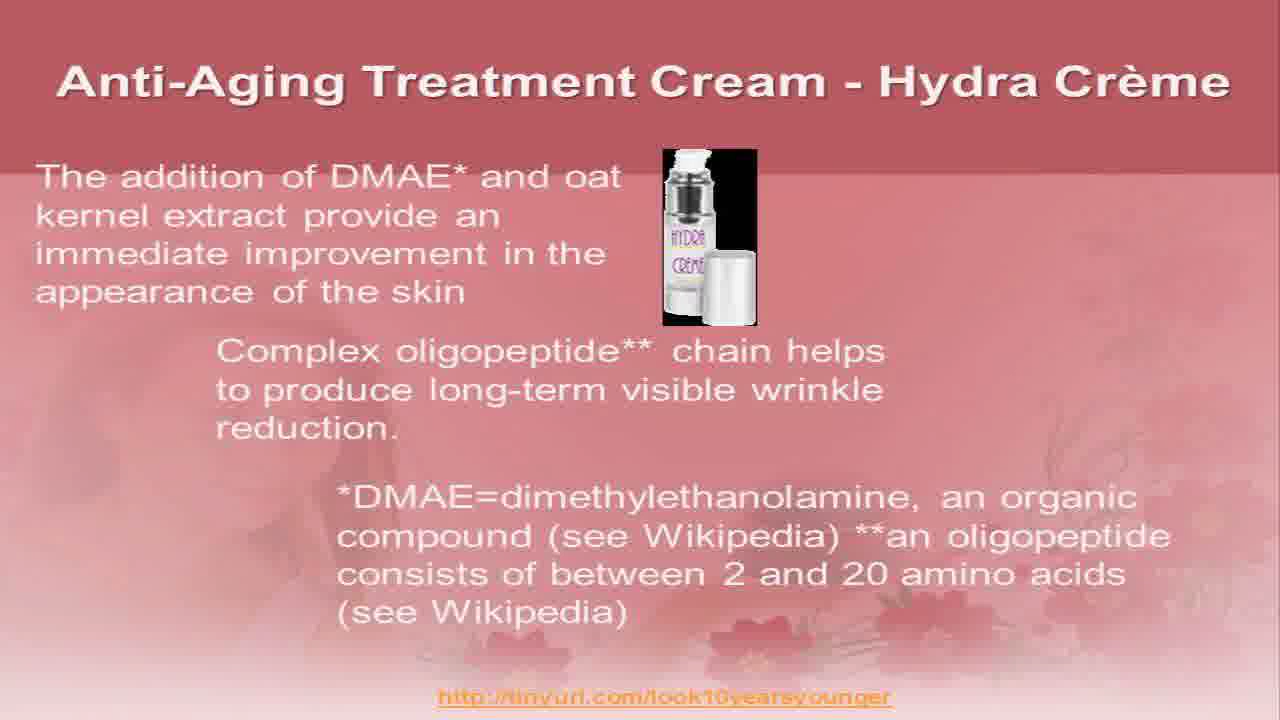 Anti-Aging Treatment Cream - Hydra Crème
The addition of DMAE* and oat
kernel extract provide an
immediate improvement in the
appearance of the skin
HYDRA
CREME
Complex oligopeptide** chain helps
to produce long-term visible wrinkle
reduction.
*DMAE=dimethylethanolamine, an organic
compound (see Wikipedia) **an oligopeptide
consists of between 2 and 20 amino acids
(see Wikipedia)
http://tinyurl.com/look10yearsyounger